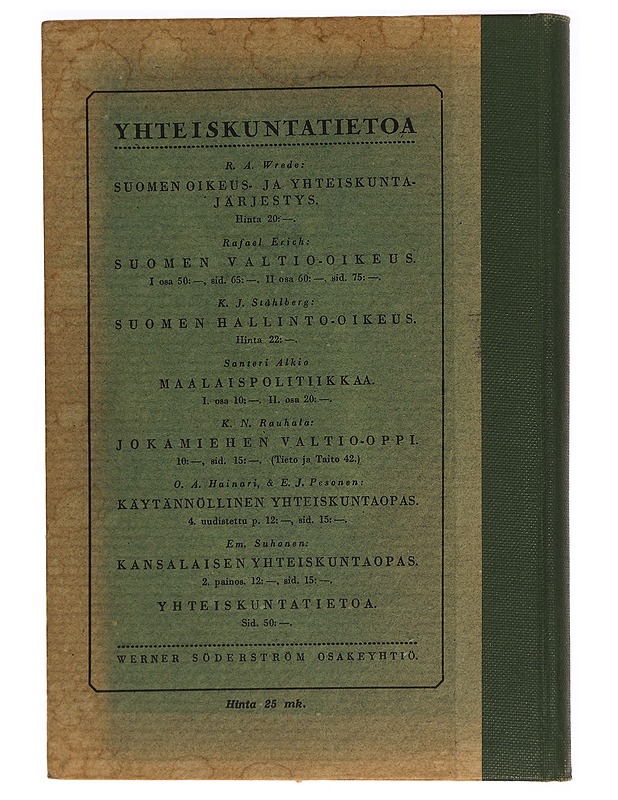 YHTEISKUNTATIETOA
R. A. Wrede:
SUOMEN OIKEUS- JA YHTEISKUNTA-
JÄRJESTYS.
Hinta 20:—.
Rafael Erich:
SUOMEN VALTIO-OIKEUS.
I osa 50:—, sid. 65:—, II osa 60:—, sid. 75:—.
K. J. Ståhlberg:
SUOMEN HALLINTO-OIKEUS.
Hinta 22:—.
Santeri Alkio
MAALAISPOLITIIKKAA.
I. osa 10:—. II. osa 20:—.
K. N. Rauhala:
JOKAMIEHEN VALTIO-OPPI.
10:—, sid. 15:—. (Tieto ja Taito 42.)
O. A. Hainari, & E. J. Pesonen:
KÄYTÄNNÖLLINEN YHTEISKUNTAOPAS.
4. uudistettu p. 12:—, sid. 15:—.
Em. Suhonen:
KANSALAISEN YHTEISKUNTAOPAS.
2. painos. 12:—, sid. 15:—.
YHTEISKUNTATIETOA.
Sid. 50:—.
WERNER SÖDERSTRÖM OSAKEYHTIÖ.
Hinta 25 mk.